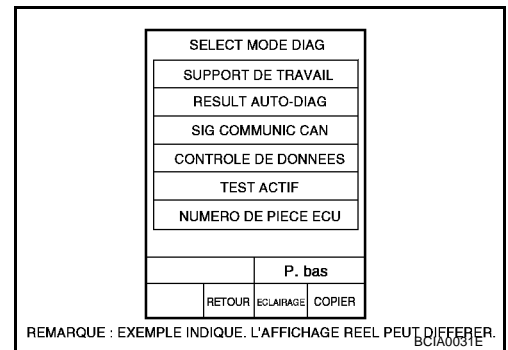 SELECT MODE DIAG
SUPPORT DE TRAVAIL
RESULT AUTO-DIAG
SIG COMMUNIC CAN
CONTROLE DE DONNEES
TEST ACTIF
NUMERO DE PIECE ECU
P. bas
RETOUR ECLAIRAGE COPIER
REMARQUE : EXEMPLE INDIQUE. L'AFFICHAGE REEL PEUT DIFFERER.
BCIA0031E